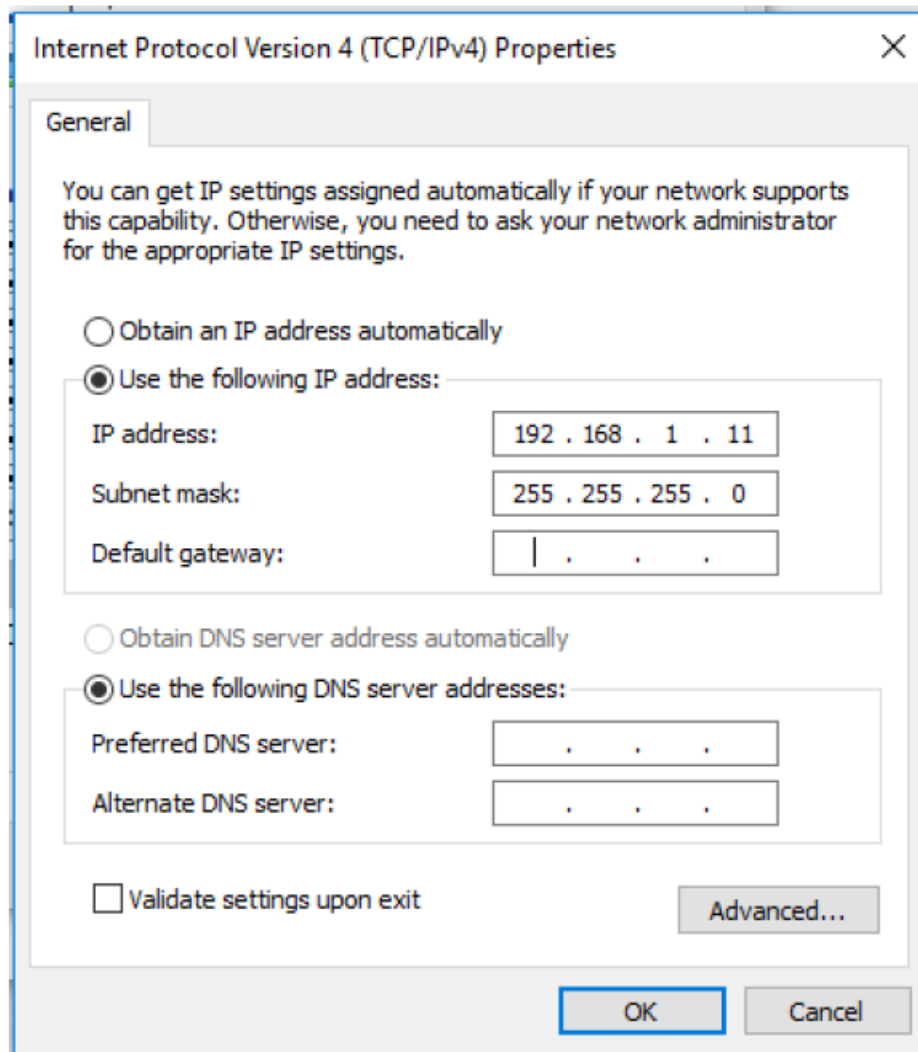 Internet Protocol Version 4 (TCP/IPv4) Properties
General
You can get IP settings assigned automatically if your network supports
this capability. Otherwise, you need to ask your network administrator
for the appropriate IP settings.
Obtain an IP address automatically
Use the following IP address:
IP address: 192 . 168 . 1 . 11
Subnet mask: 255 . 255 . 255 . 0
Default gateway: . . .
Obtain DNS server address automatically
Use the following DNS server addresses:
Preferred DNS server: . . .
Alternate DNS server: . . .
Validate settings upon exit
Advanced...
OK Cancel